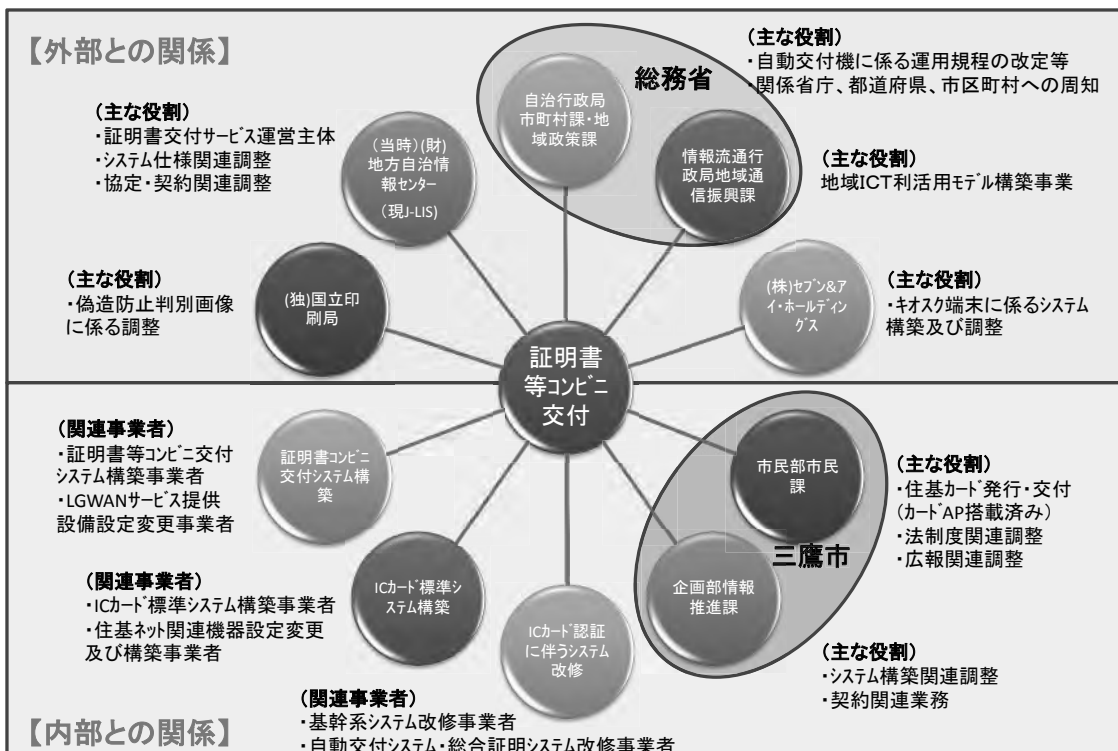 【外部との関係】
(主な役割)
・自動交付機に係る運用規程の改定等
・関係省庁、都道府県、市区町村への周知
総務省
自治行政局
市町村課・地
域政策課
情報流通行
政局地域通
信振興課
(主な役割)
地域ICT利活用モデル構築事業
(主な役割)
・証明書交付サービス運営主体
・システム仕様関連調整
・協定・契約関連調整
（当時）(財)
地方自治情
報センター
（現J-LIS)
(主な役割)
・偽造防止判別画像
に係る調整
(独)国立印
刷局
(株)セブン&ア
イ・ホールディン
グス
(主な役割)
・キオスク端末に係るシステム
構築及び調整
証明書
等コンビニ
交付
(関連事業者)
・証明書等コンビニ交付
システム構築事業者
・LGWANサービス提供
設備設定変更事業者
証明書コンビニ
交付システム構
築
市民部市民
課
(主な役割)
・住基カード発行・交付
(カードAP搭載済み)
・法制度関連調整
・広報関連調整
三鷹市
(関連事業者)
・ICカード標準システム構築事業者
・住基ネット関連機器設定変更
及び構築事業者
ICカード標準シ
ステム構築
企画部情報
推進課
ICカード認証
に伴うシステム
改修
(主な役割)
・システム構築関連調整
・契約関連業務
(関連事業者)
・基幹系システム改修事業者
・自動交付システム・総合証明システム改修事業者
【内部との関係】